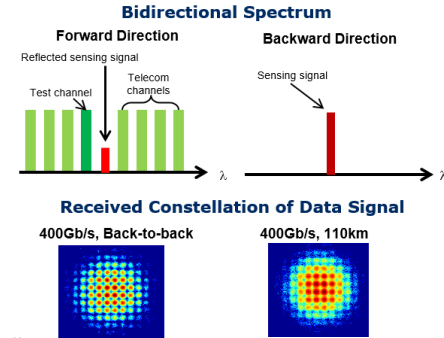 Bidirectional Spectrum
Forward Direction
Backward Direction
Reflected sensing signal
Test channel
Telecom
channels
Sensing signal
λ
λ
Received Constellation of Data Signal
400Gb/s, Back-to-back
400Gb/s, 110km